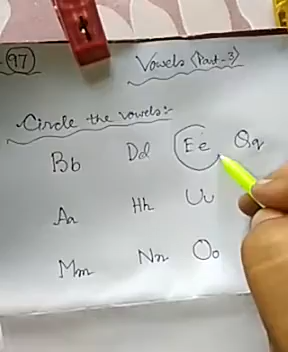 97
Vowels (Part-3)
Circle the vowels:-
Bb Dd Ee Qq
Aa Hh Uu
Mm Nn Oo